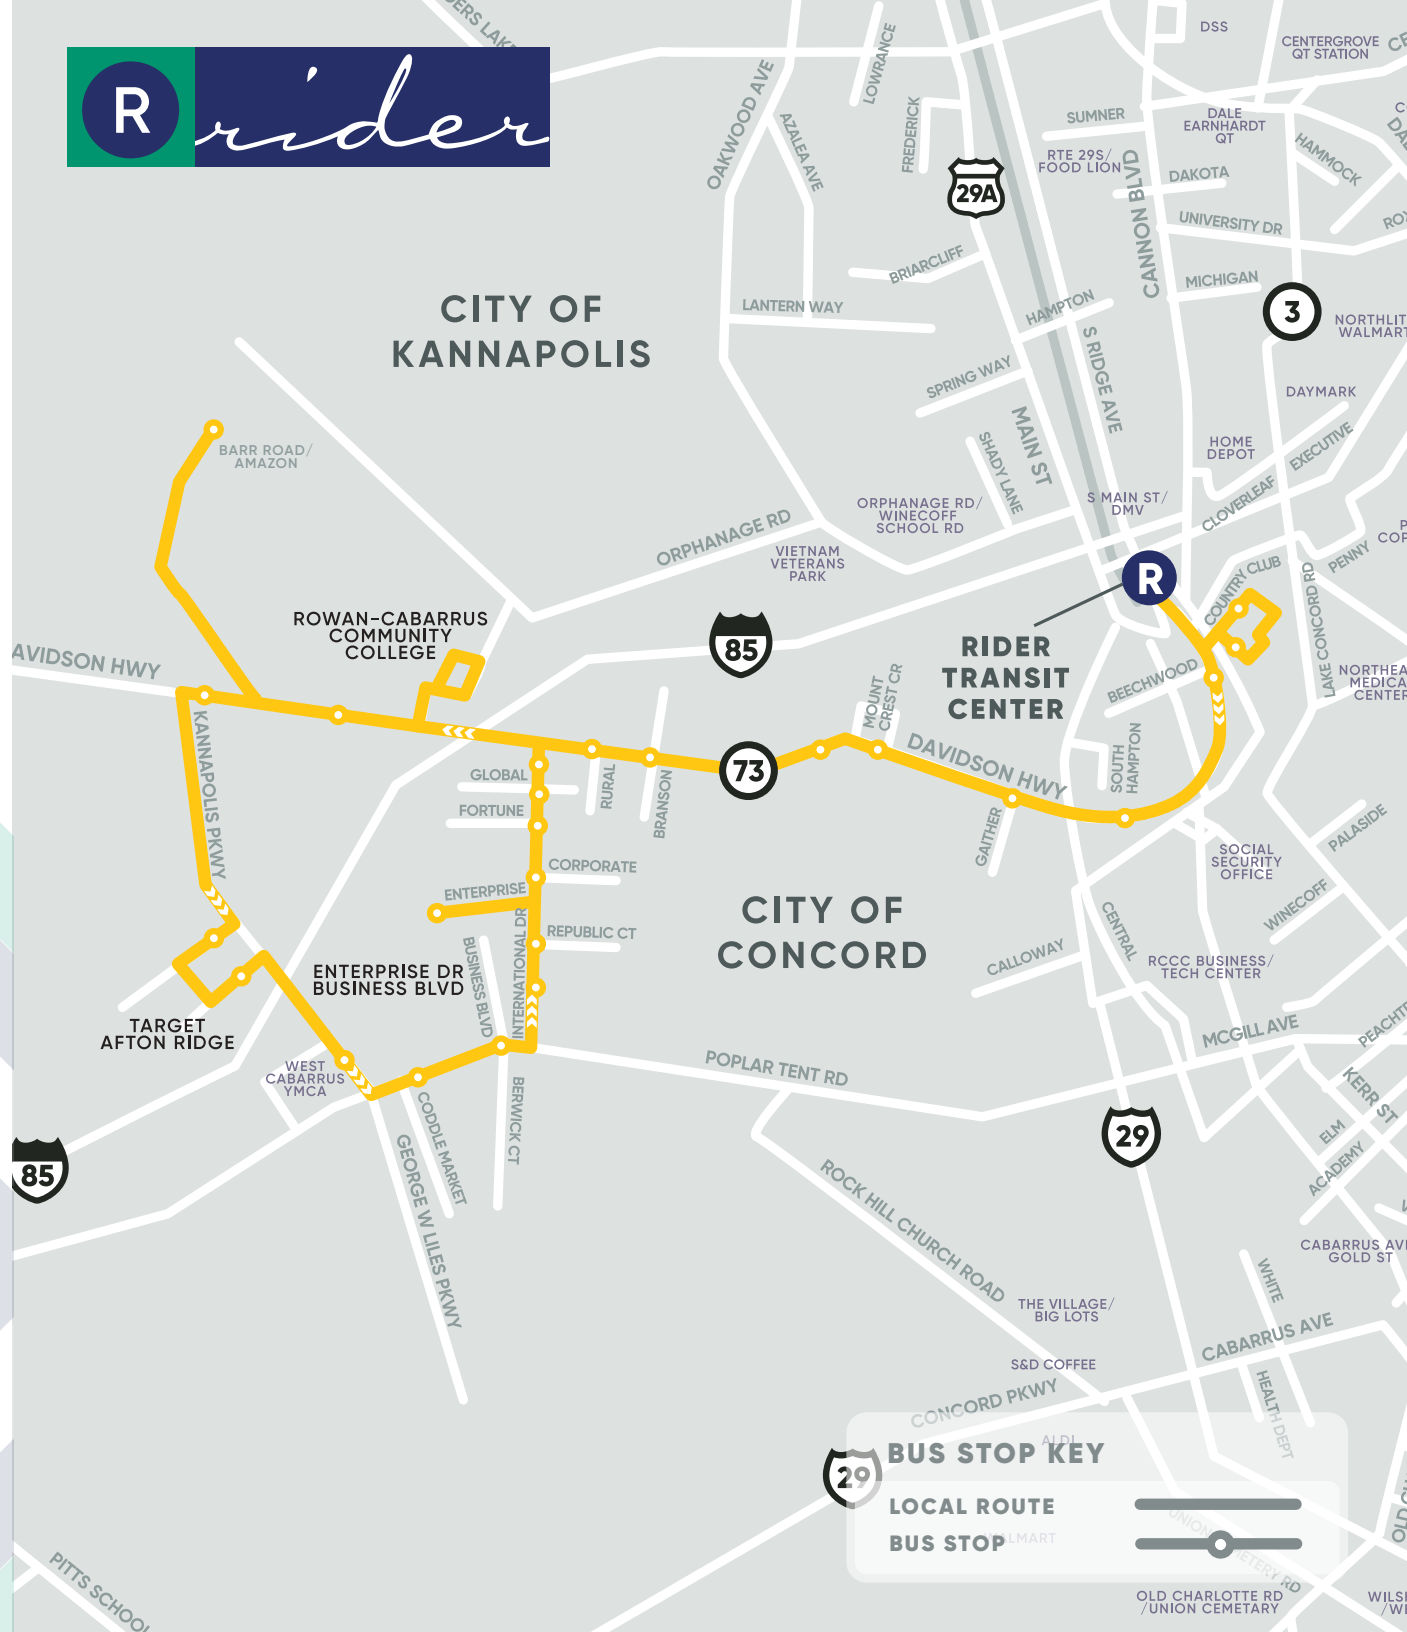 R rider
DSS
CENTERGROVE
QT STATION
OAKWOOD AVE
AZALEA AVE
LOWRANCE
FREDERICK
SUMNER
DALE
EARNHARDT
QT
HAMMOCK
RTE 29S/
FOOD LION
DAKOTA
29A
CANNON BLVD
UNIVERSITY DR
BRIARCLIFF
MICHIGAN
LANTERN WAY
HAMPTON
3
CITY OF
KANNAPOLIS
S RIDGE AVE
SPRING WAY
DAYMARK
MAIN ST
SHADY LANE
HOME
DEPOT
EXECUTIVE
CLOVERLEAF
BARR ROAD/
AMAZON
ORPHANAGE RD/
WINECOFF
SCHOOL RD
S MAIN ST/
DMV
ORPHANAGE RD
VIETNAM
VETERANS
PARK
PENNY
COUNTRY CLUB
LAKE CONCORD RD
R
RIDER
TRANSIT
CENTER
ROWAN-CABARRUS
COMMUNITY
COLLEGE
85
AVIDSON HWY
BEECHWOOD
MOUNT
CREST CR
KANNAPOLIS PKWY
73
DAVIDSON HWY
SOUTH
HAMPTON
GLOBAL
RURAL
BRANSON
FORTUNE
GAITHER
PALASIDE
CORPORATE
SOCIAL
SECURITY
OFFICE
ENTERPRISE
CITY OF
CONCORD
WINECOFF
CENTRAL
REPUBLIC CT
INTERNATIONAL DR
BUSINESS BLVD
CALLOWAY
RCCC BUSINESS/
TECH CENTER
ENTERPRISE DR
BUSINESS BLVD
TARGET
AFTON RIDGE
MCGILL AVE
POPLAR TENT RD
WEST
CABARRUS
YMCA
KERR ST
CODDLE MARKET
BERWICK CT
GEORGE W LILES PKWY
29
ELM
ACADEMY
85
ROCK HILL CHURCH ROAD
GOLD ST
WHITE
THE VILLAGE/
BIG LOTS
CABARRUS AVE
S&D COFFEE
CONCORD PKWY
HEALTH DEPT
ALDI
29
BUS STOP KEY
LOCAL ROUTE
BUS STOP
PITTS SCHOOL
OLD CHARLOTTE RD
/UNION CEMETARY